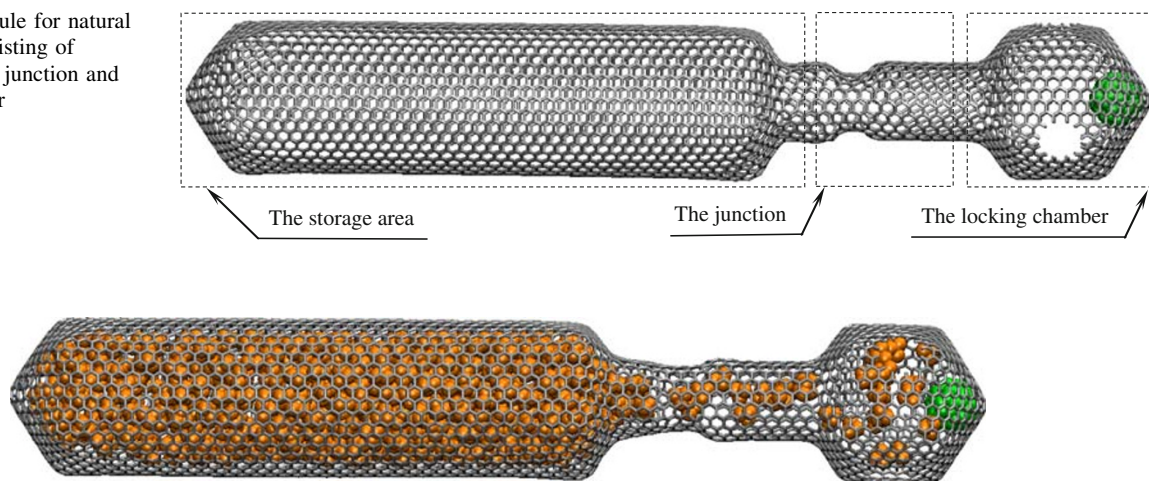 ule for natural
isting of
junction and
r
The storage area
The junction
The locking chamber